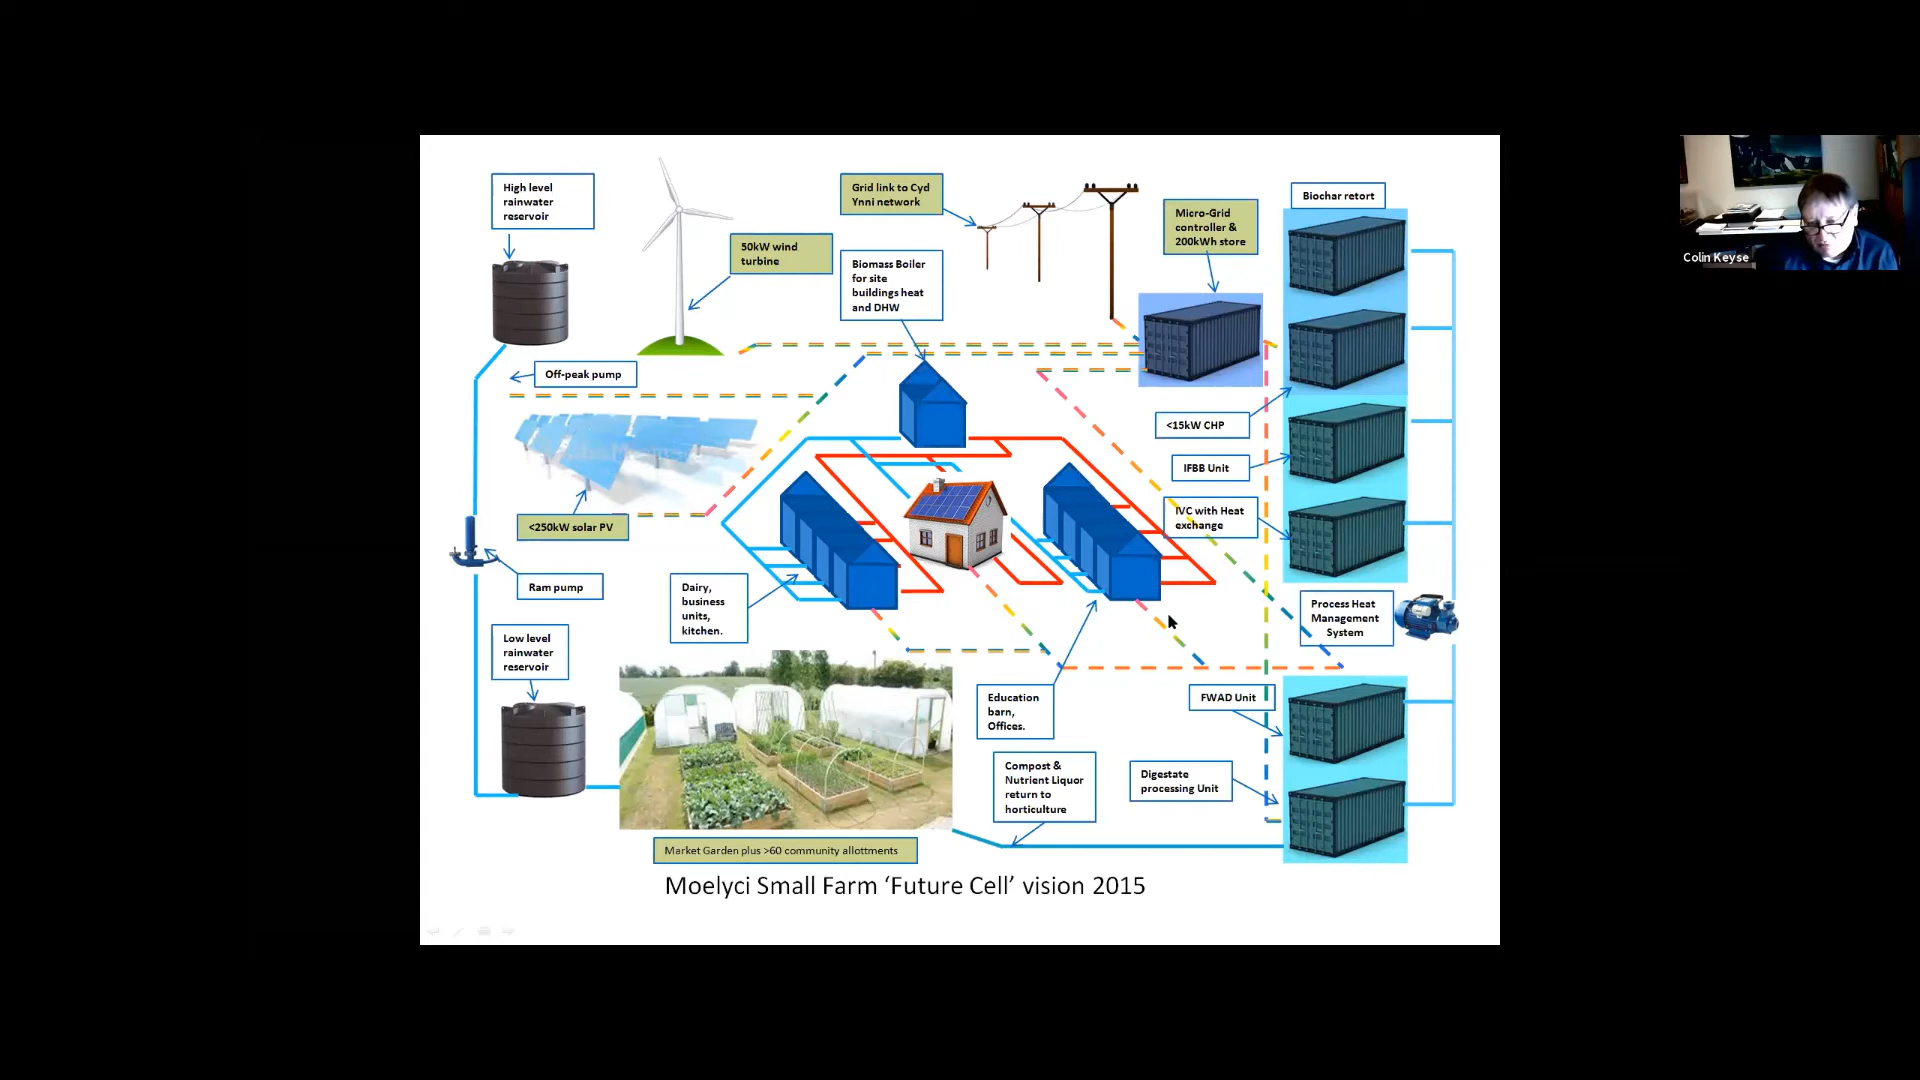 High level
rainwater
reservoir
50kW wind
turbine
Grid link to Cyd
Ynni network
Biomass Boiler
for site
buildings heat
and DHW
Micro-Grid
controller &
200kWh store
Biochar retort
Colin Keyse
Off-peak pump
<15kW CHP
IFBB Unit
IVC with Heat
exchange
<250kW solar PV
Ram pump
Dairy,
business
units,
kitchen.
Process Heat
Management
System
Low level
rainwater
reservoir
Education
barn,
Offices.
FWAD Unit
Compost &
Nutrient Liquor
return to
horticulture
Digestate
processing Unit
Market Garden plus >60 community allottments
Moelyci Small Farm ‘Future Cell’ vision 2015